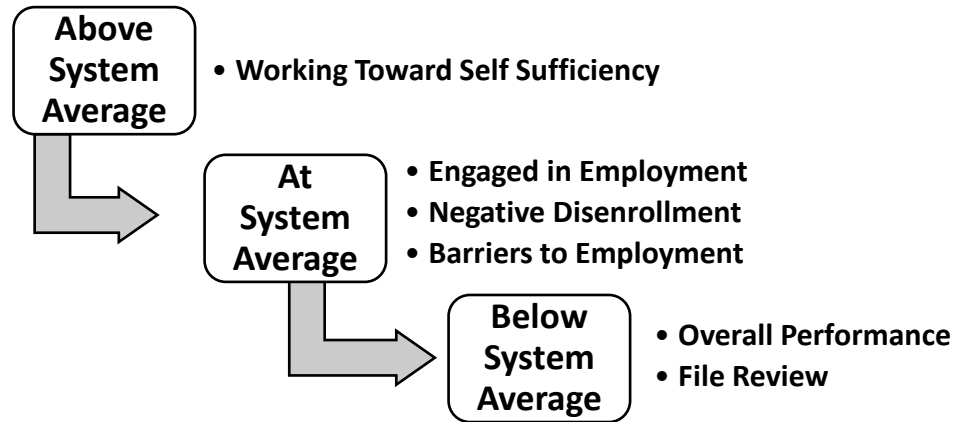 Above
System
Average
• Working Toward Self Sufficiency
At
System
Average
• Engaged in Employment
• Negative Disenrollment
• Barriers to Employment
Below
System
Average
• Overall Performance
• File Review